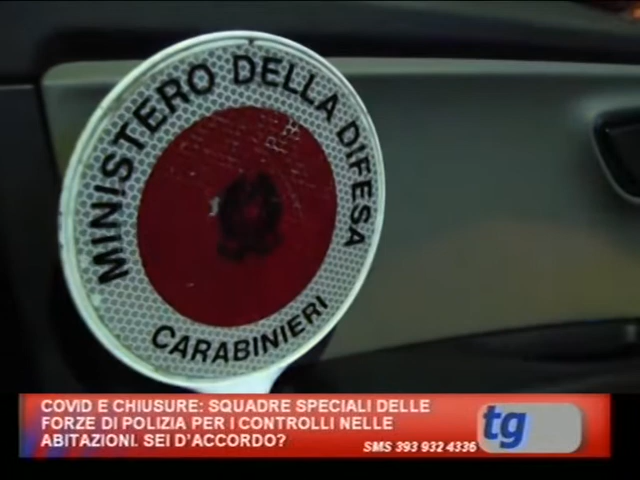 MINISTERO DELLA DIFESA
CARABINIERI
COVID E CHIUSURE: SQUADRE SPECIALI DELLE
FORZE DI POLIZIA PER I CONTROLLI NELLE
ABITAZIONI. SEI D'ACCORDO?
SMS 393 932 4336
tg